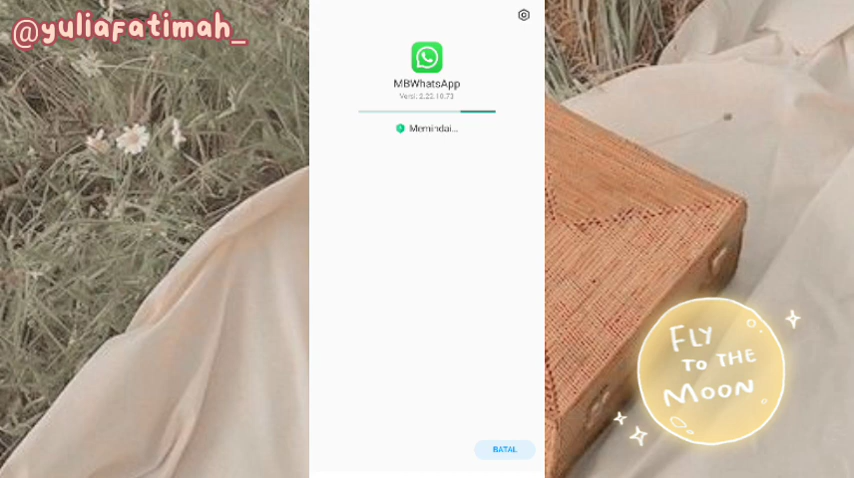 @yuliafatimah_
MBWhatsApp
Versi: 2.22.10.73
Memindai...
BATAL
FLY
TO THE
MOON